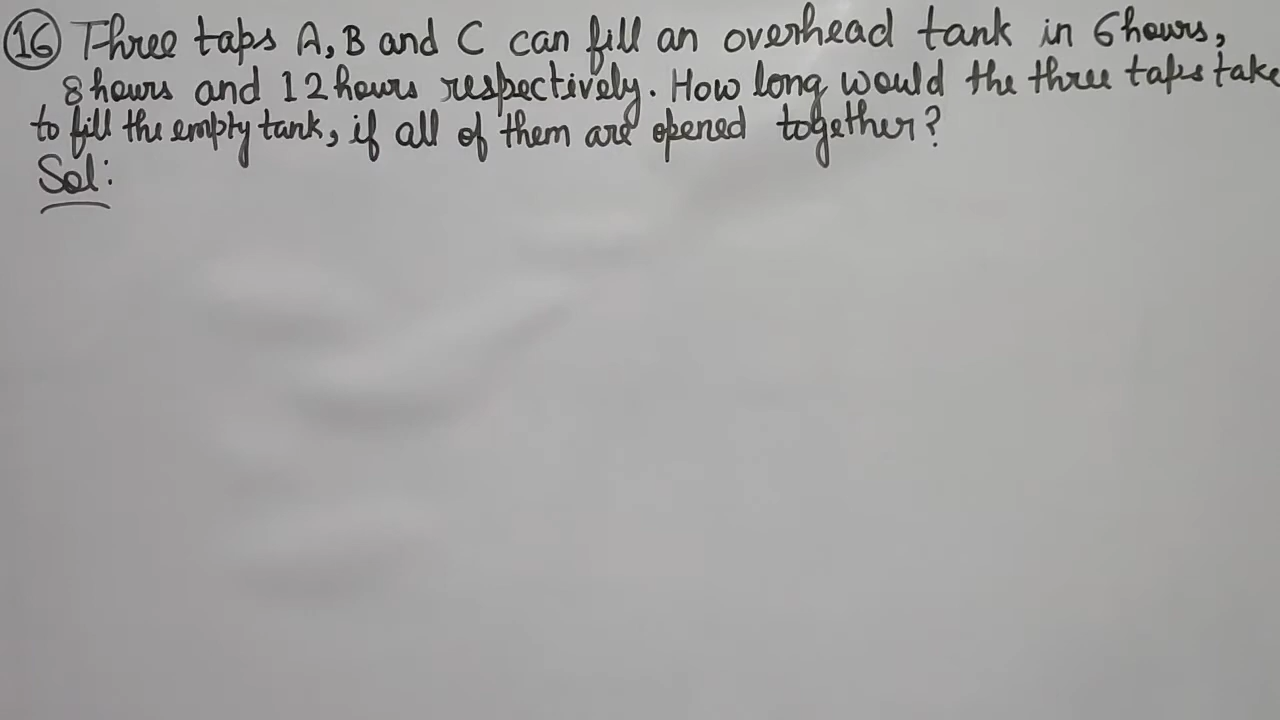 16 Three taps A, B and C can fill an overhead tank in 6 hours,
8 hours and 12 hours respectively. How long would the three taps take
to fill the empty tank, if all of them are opened together?
Sol: